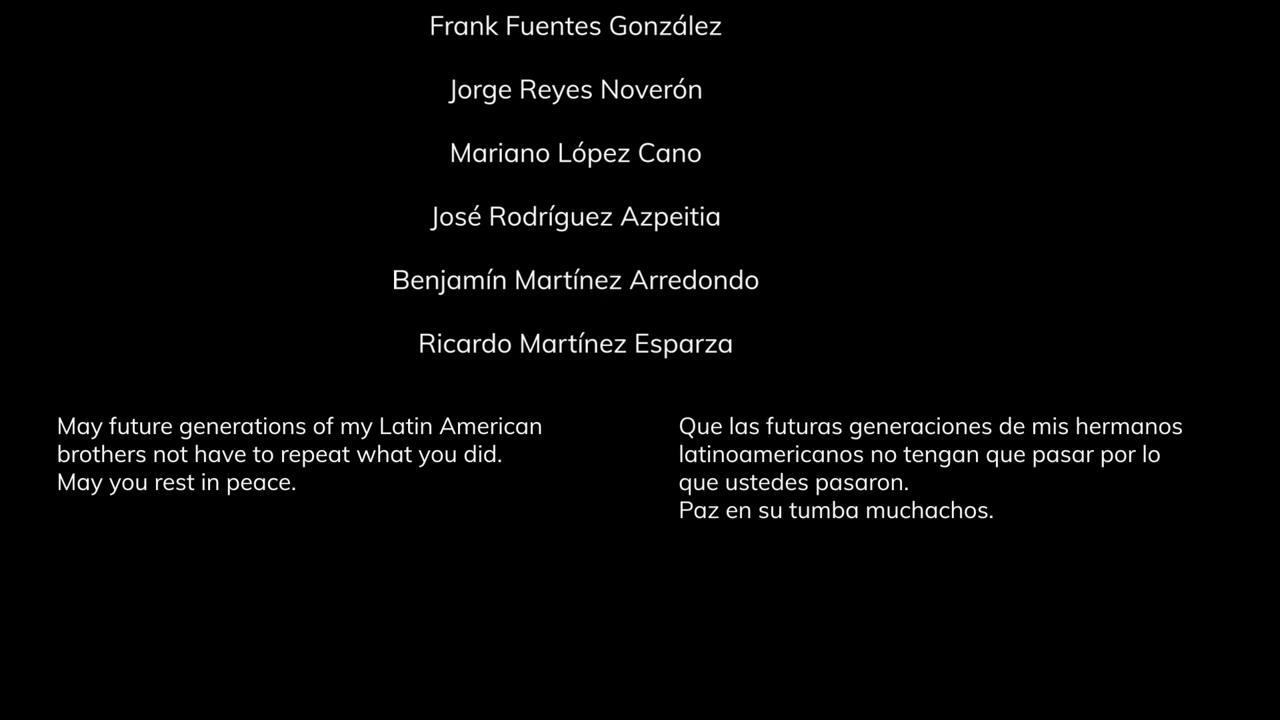 Frank Fuentes González
Jorge Reyes Noverón
Mariano López Cano
José Rodríguez Azpeitia
Benjamín Martínez Arredondo
Ricardo Martínez Esparza
May future generations of my Latin American
brothers not have to repeat what you did.
May you rest in peace.
Que las futuras generaciones de mis hermanos
latinoamericanos no tengan que pasar por lo
que ustedes pasaron.
Paz en su tumba muchachos.